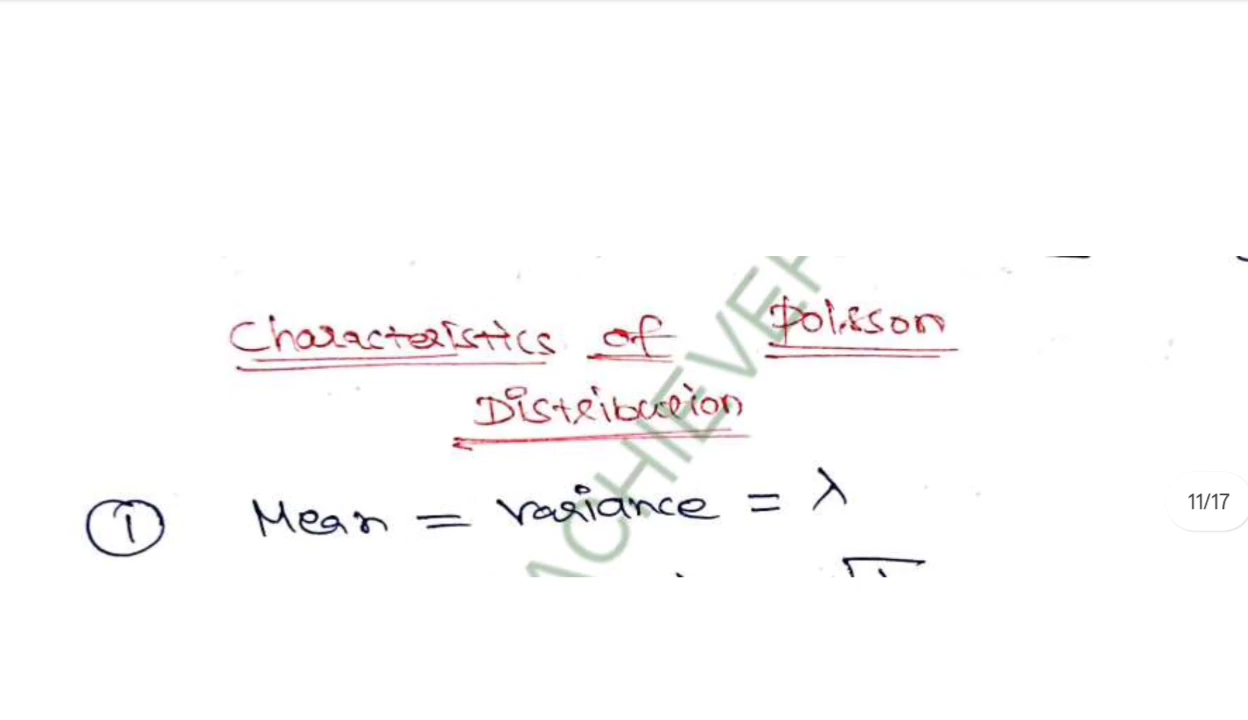 Characteristics of Poisson
Distribution
① Mean = Variance = λ
11/17